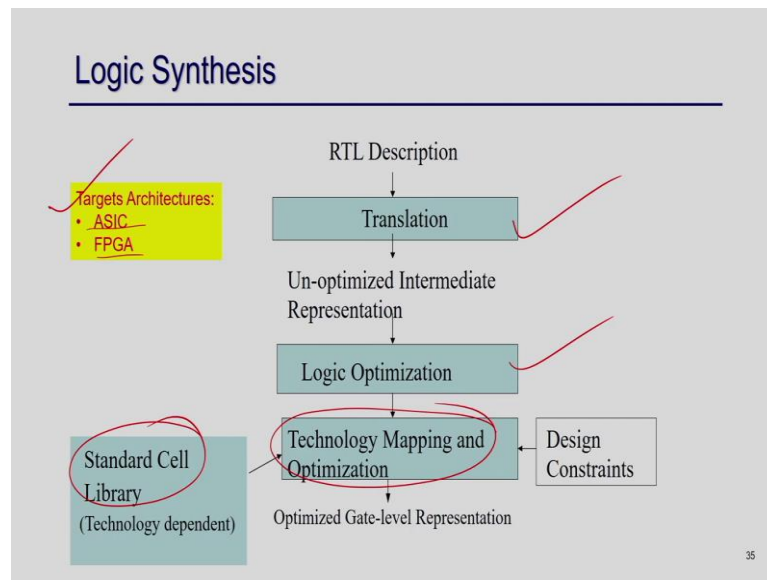 Logic Synthesis
RTL Description
Targets Architectures:
• ASIC
• FPGA
Translation
Un-optimized Intermediate
Representation
Logic Optimization
Standard Cell
Library
(Technology dependent)
Technology Mapping and
Optimization
Design
Constraints
Optimized Gate-level Representation
35